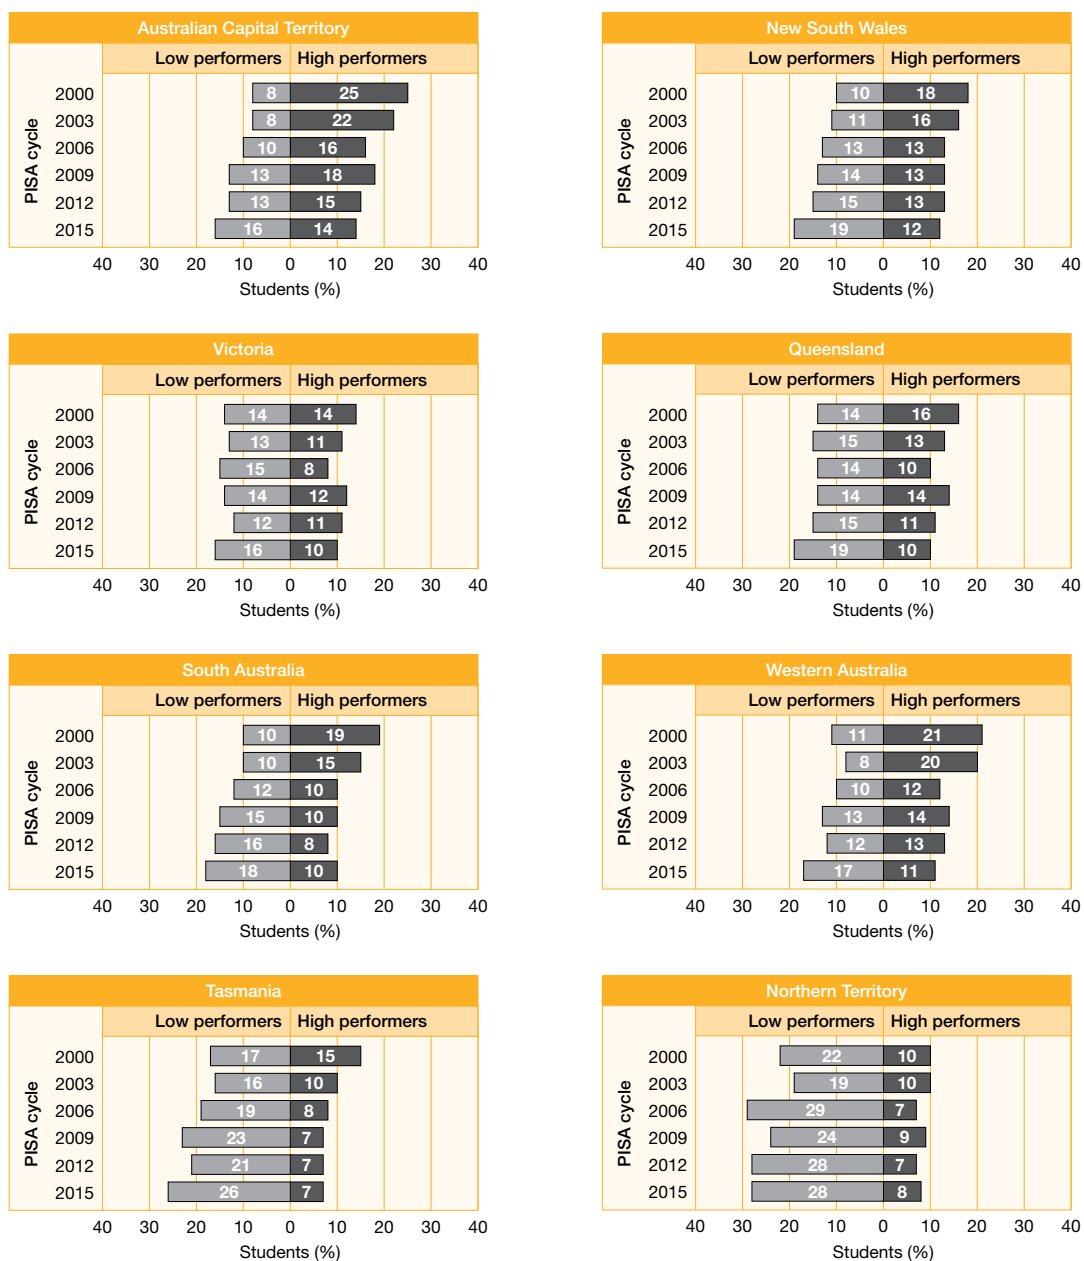 Australian Capital Territory
Low performers High performers
PISA cycle
2000 8 25
2003 8 22
2006 10 16
2009 13 18
2012 13 15
2015 16 14
40 30 20 10 0 10 20 30 40
Students (%)
New South Wales
Low performers High performers
PISA cycle
2000 10 18
2003 11 16
2006 13 13
2009 14 13
2012 15 13
2015 19 12
40 30 20 10 0 10 20 30 40
Students (%)
Victoria
Low performers High performers
PISA cycle
2000 14 14
2003 13 11
2006 15 8
2009 14 12
2012 12 11
2015 16 10
40 30 20 10 0 10 20 30 40
Students (%)
Queensland
Low performers High performers
PISA cycle
2000 14 16
2003 15 13
2006 14 10
2009 14 14
2012 15 11
2015 19 10
40 30 20 10 0 10 20 30 40
Students (%)
South Australia
Low performers High performers
PISA cycle
2000 10 19
2003 10 15
2006 12 10
2009 15 10
2012 16 8
2015 18 10
40 30 20 10 0 10 20 30 40
Students (%)
Western Australia
Low performers High performers
PISA cycle
2000 11 21
2003 8 20
2006 10 12
2009 13 14
2012 12 13
2015 17 11
40 30 20 10 0 10 20 30 40
Students (%)
Tasmania
Low performers High performers
PISA cycle
2000 17 15
2003 16 10
2006 19 8
2009 23 7
2012 21 7
2015 26 7
40 30 20 10 0 10 20 30 40
Students (%)
Northern Territory
Low performers High performers
PISA cycle
2000 22 10
2003 19 10
2006 29 7
2009 24 9
2012 28 7
2015 28 8
40 30 20 10 0 10 20 30 40
Students (%)